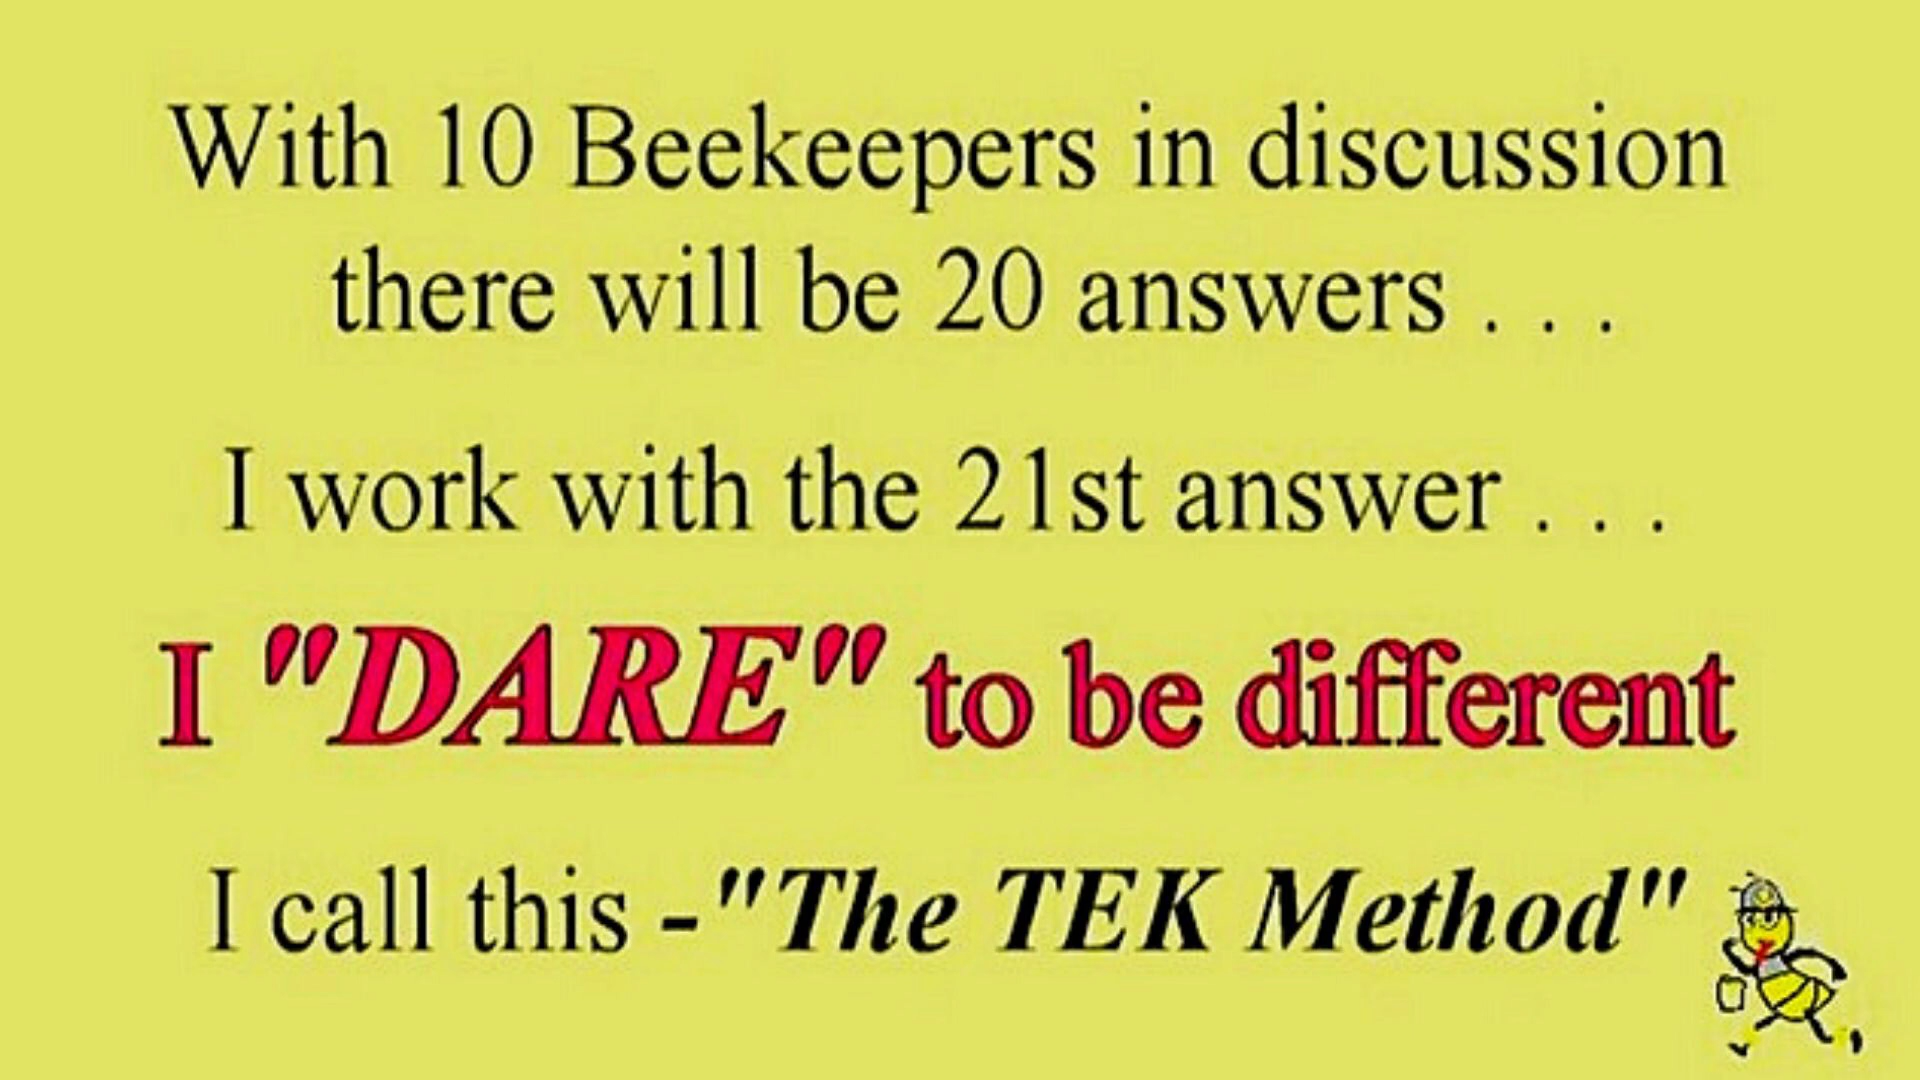 With 10 Beekeepers in discussion
there will be 20 answers . . .
I work with the 21st answer . . .
I "DARE" to be different
I call this -"The TEK Method"